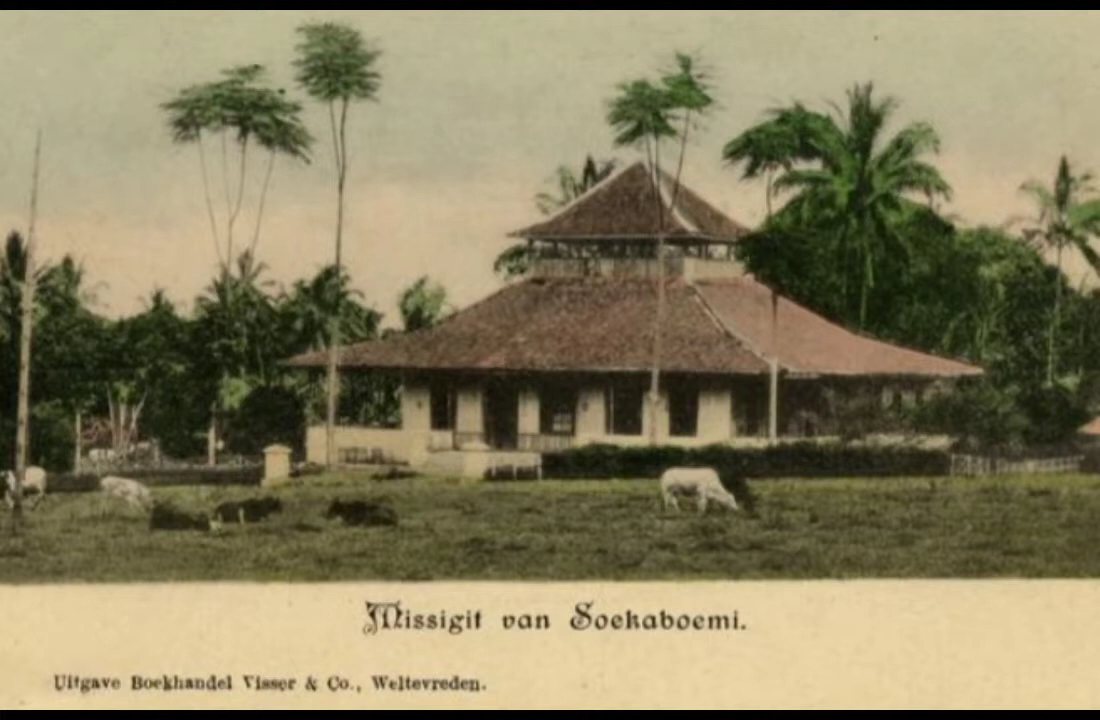 Missigit van Soekaboemi.
Uitgave Boekhandel Visser & Co., Weltevreden.